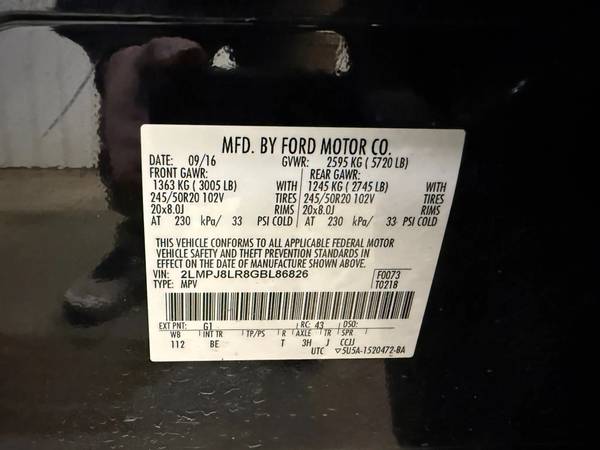 MFD. BY FORD MOTOR CO.
DATE: 09/16 GVWR: 2595 KG ( 5720 LB)
FRONT GAWR: REAR GAWR:
1363 KG ( 3005 LB) WITH 1245 KG ( 2745 LB) WITH
245/50R20 102V TIRES 245/50R20 102V TIRES
20x8.0J RIMS 20x8.0J RIMS
AT 230 kPa/ 33 PSI COLD AT 230 kPa/ 33 PSI COLD
THIS VEHICLE CONFORMS TO ALL APPLICABLE FEDERAL MOTOR
VEHICLE SAFETY AND THEFT PREVENTION STANDARDS IN
EFFECT ON THE DATE OF MANUFACTURE SHOWN ABOVE.
VIN: 2LMPJ8LR8GBL86826 F0073
TYPE: MPV T0218
EXT PNT: G1 RC: 43 DSO:
WB INT TR TP/PS R AXLE TR SPR
112 BE T 3H J CCJJ
UTC ▽5U5A-1520472-BA